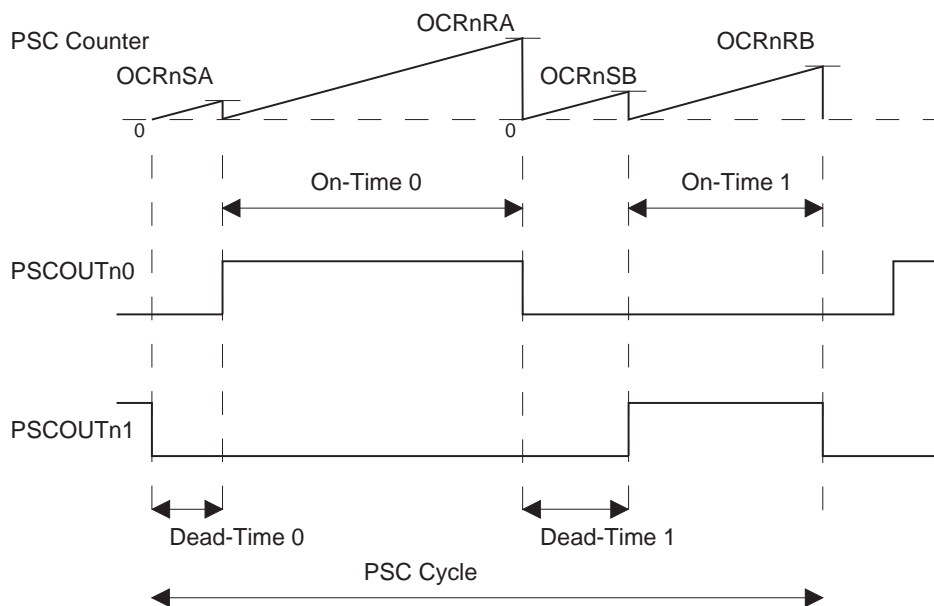 OCRnRA
PSC Counter
OCRnRB
OCRnSA
OCRnSB
0
0
On-Time 0
On-Time 1
PSCOUTn0
PSCOUTn1
Dead-Time 0
Dead-Time 1
PSC Cycle